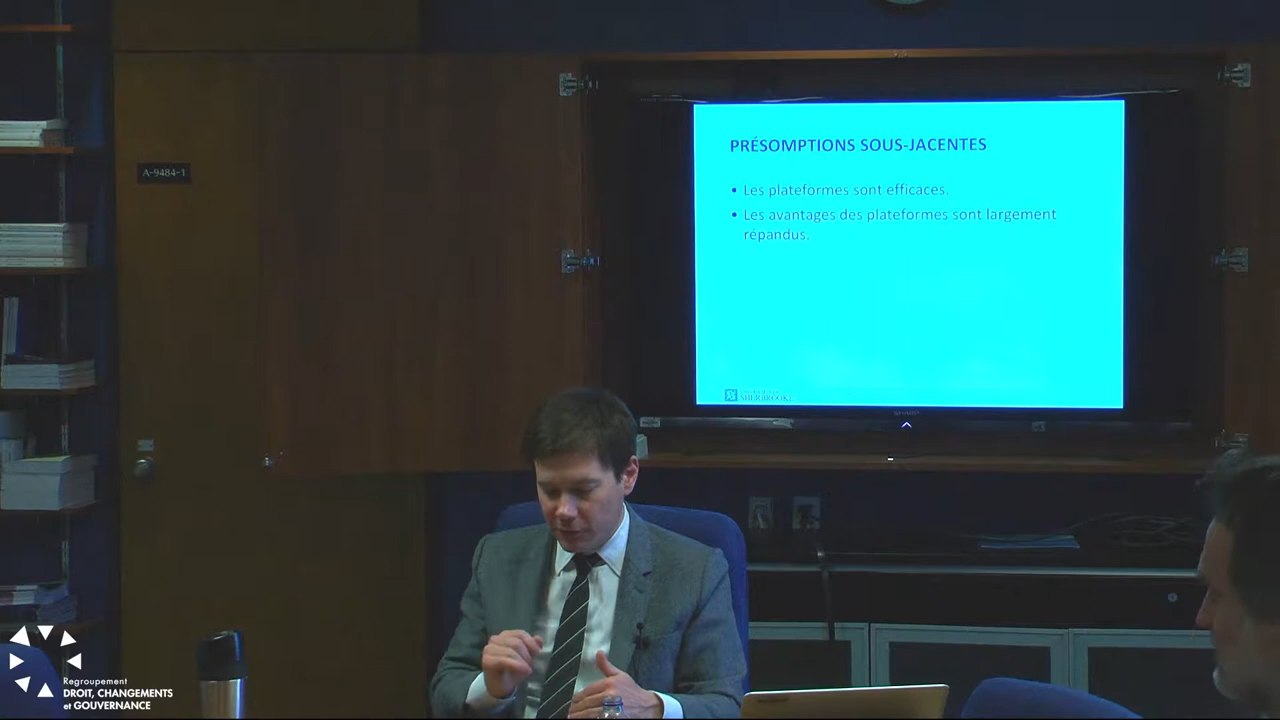 A-9484-1
PRÉSOMPTIONS SOUS-JACENTES
• Les plateformes sont efficaces.
• Les avantages des plateformes sont largement
répandus.
SHERBROOKE
SHARP
Regroupement
DROIT, CHANGEMENTS
et GOUVERNANCE